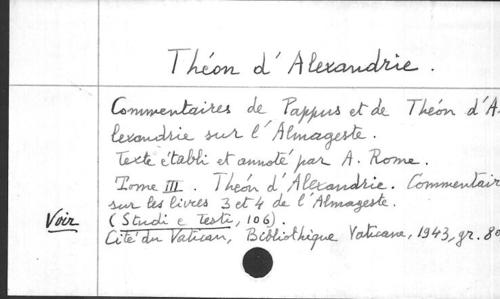 Théon d'Alexandrie.
Commentaires de Pappus et de Théon d'A-
lexandrie sur l'Almageste.
Texte établi et annoté par A. Rome.
Tome III. Théon d'Alexandrie. Commentair
sur les livres 3 et 4 de l'Almageste.
Voir (Studi e Testi, 106).
Cité du Vatican, Bibliothique Vaticane, 1943, gr. 8°